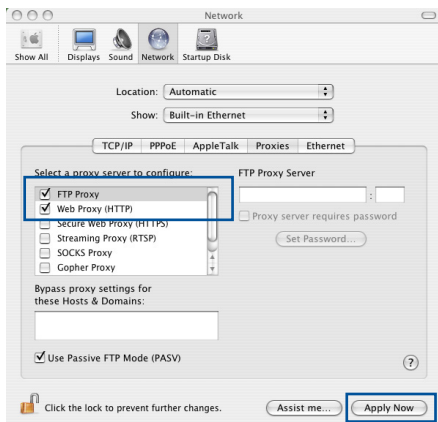 Network
Show All Displays Sound Network Startup Disk
Location: Automatic
Show: Built-in Ethernet
TCP/IP PPPoE AppleTalk Proxies Ethernet
Select a proxy server to configure: FTP Proxy Server
FTP Proxy :
Web Proxy (HTTP) Proxy server requires password
Secure Web Proxy (HTTPS)
Streaming Proxy (RTSP) Set Password...
SOCKS Proxy
Gopher Proxy
Bypass proxy settings for
these Hosts & Domains:
Use Passive FTP Mode (PASV) ?
Click the lock to prevent further changes. Assist me... Apply Now